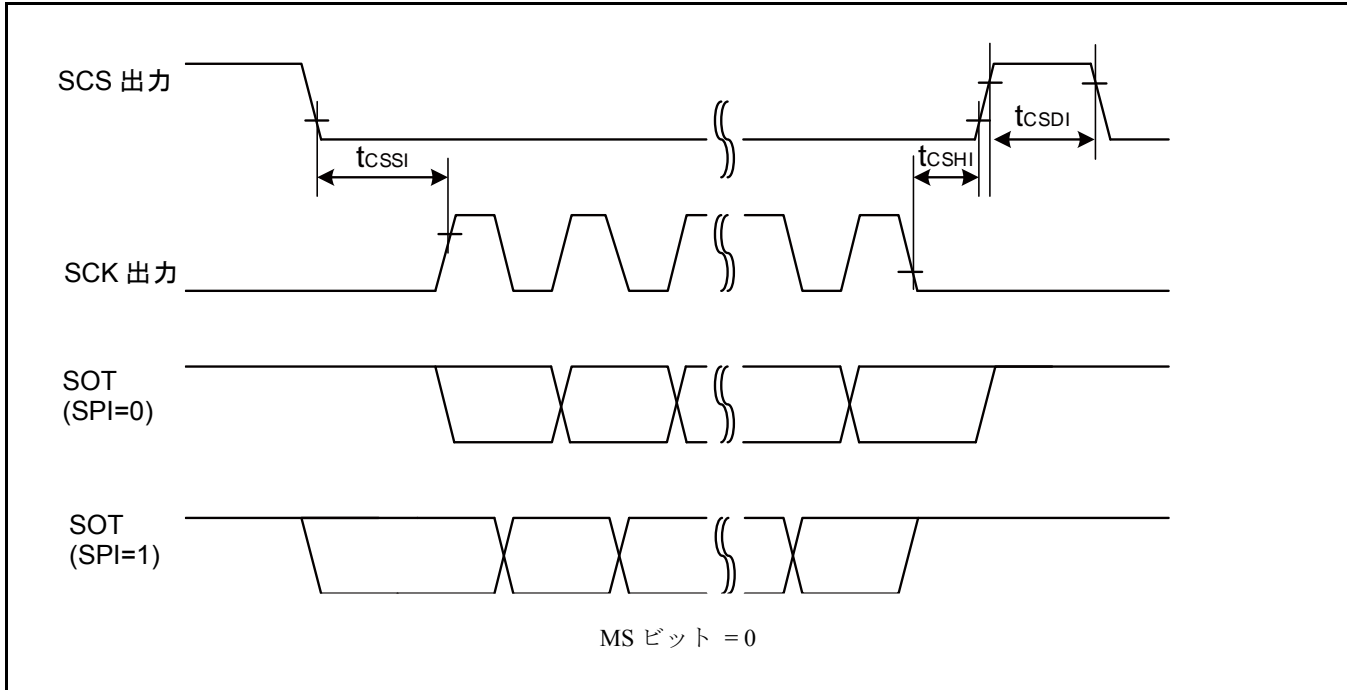 SCS 出力
tCSDI
tCSSI
tCSHI
SCK 出力
SOT
(SPI=0)
SOT
(SPI=1)
MS ビット = 0